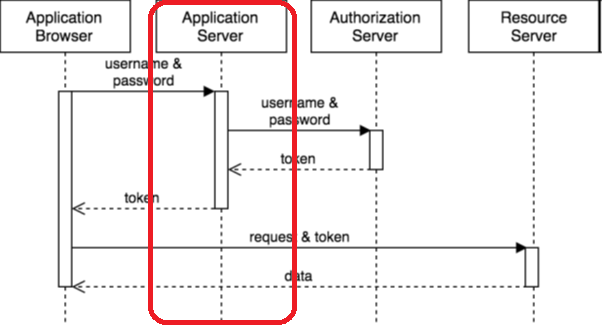 Application
Browser
Application
Server
Authorization
Server
Resource
Server
username &
password
username &
password
token
token
request & token
data